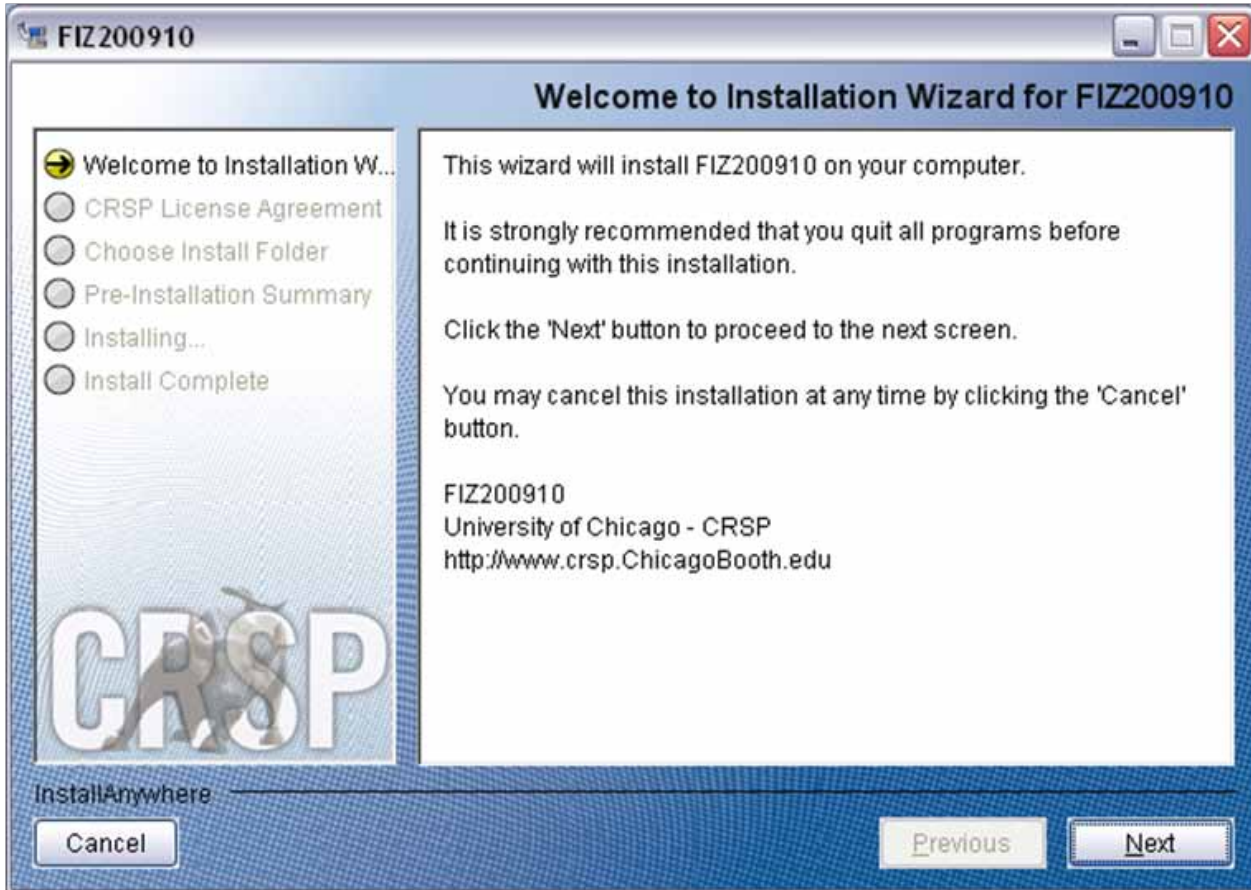 FIZ200910
Welcome to Installation Wizard for FIZ200910
Welcome to Installation W...
CRSP License Agreement
Choose Install Folder
Pre-Installation Summary
Installing...
Install Complete
CRSP
This wizard will install FIZ200910 on your computer.
It is strongly recommended that you quit all programs before
continuing with this installation.
Click the 'Next' button to proceed to the next screen.
You may cancel this installation at any time by clicking the 'Cancel'
button.
FIZ200910
University of Chicago - CRSP
http://www.crsp.ChicagoBooth.edu
InstallAnywhere
Cancel
Previous
Next